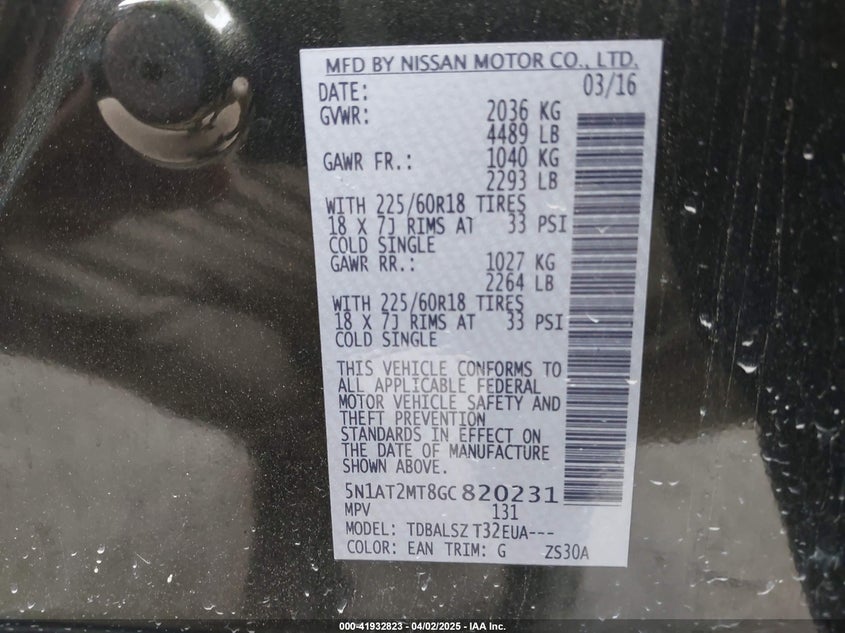 MFD BY NISSAN MOTOR CO., LTD.
DATE: 03/16
GVWR: 2036 KG
4489 LB
GAWR FR.: 1040 KG
2293 LB
WITH 225/60R18 TIRES
18 X 7J RIMS AT 33 PSI
COLD SINGLE
GAWR RR.: 1027 KG
2264 LB
WITH 225/60R18 TIRES
18 X 7J RIMS AT 33 PSI
COLD SINGLE
THIS VEHICLE CONFORMS TO
ALL APPLICABLE FEDERAL
MOTOR VEHICLE SAFETY AND
THEFT PREVENTION
STANDARDS IN EFFECT ON
THE DATE OF MANUFACTURE
SHOWN ABOVE.
5N1AT2MT8GC820231
MPV 131
MODEL: TDBALSZ T32EUA---
COLOR: EAN TRIM: G ZS30A
000-41932823 - 04/02/2025 - IAA Inc.